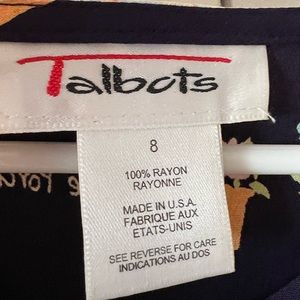 Talbots
8
100% RAYON
RAYONNE
MADE IN U.S.A.
FABRIQUE AUX
ETATS-UNIS
SEE REVERSE FOR CARE
INDICATIONS AU DOS